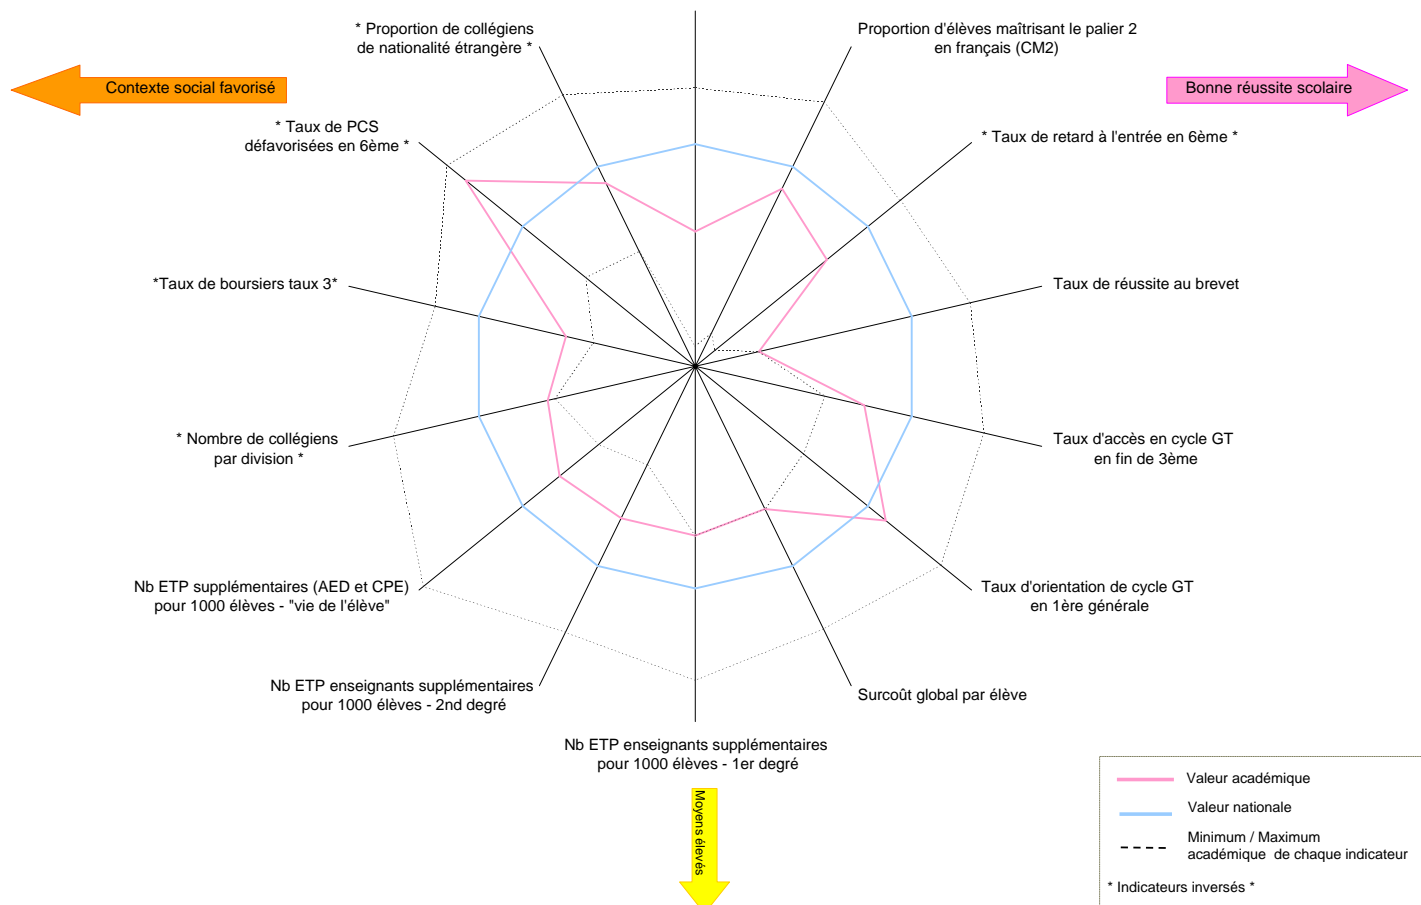 * Proportion de collégiens
de nationalité étrangère *
Proportion d'élèves maîtrisant le palier 2
en français (CM2)
Contexte social favorisé
Bonne réussite scolaire
* Taux de PCS
défavorisées en 6ème *
* Taux de retard à l'entrée en 6ème *
*Taux de boursiers taux 3*
Taux de réussite au brevet
* Nombre de collégiens
par division *
Taux d'accès en cycle GT
en fin de 3ème
Nb ETP supplémentaires (AED et CPE)
pour 1000 élèves - "vie de l'élève"
Taux d'orientation de cycle GT
en 1ère générale
Nb ETP enseignants supplémentaires
pour 1000 élèves - 2nd degré
Surcoût global par élève
Nb ETP enseignants supplémentaires
pour 1000 élèves - 1er degré
Moyens élevés
Valeur académique
Valeur nationale
Minimum / Maximum
académique  de chaque indicateur
* Indicateurs inversés *